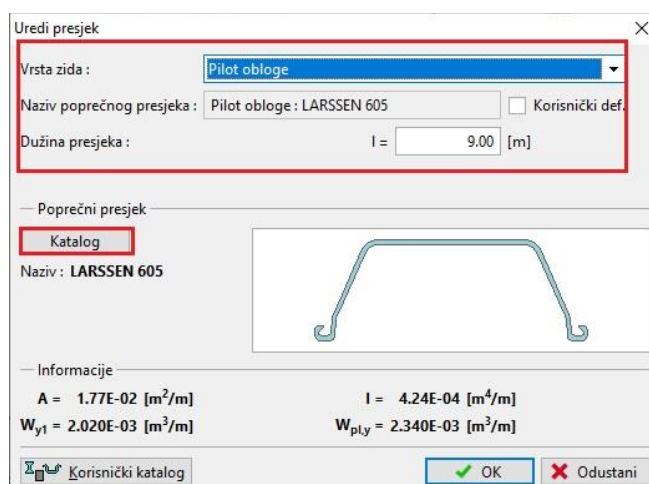 Uredi presjek
Vrsta zida : Pilot obloge
Naziv poprečnog presjeka : Pilot obloge : LARSSEN 605 Korisnički def.
Dužina presjeka : l = 9.00 [m]
Poprečni presjek
Katalog
Naziv : LARSSEN 605
Informacije
A = 1.77E-02 [m²/m] I = 4.24E-04 [m⁴/m]
Wy1 = 2.020E-03 [m³/m] Wpl,y = 2.340E-03 [m³/m]
Korisnički katalog OK Odustani